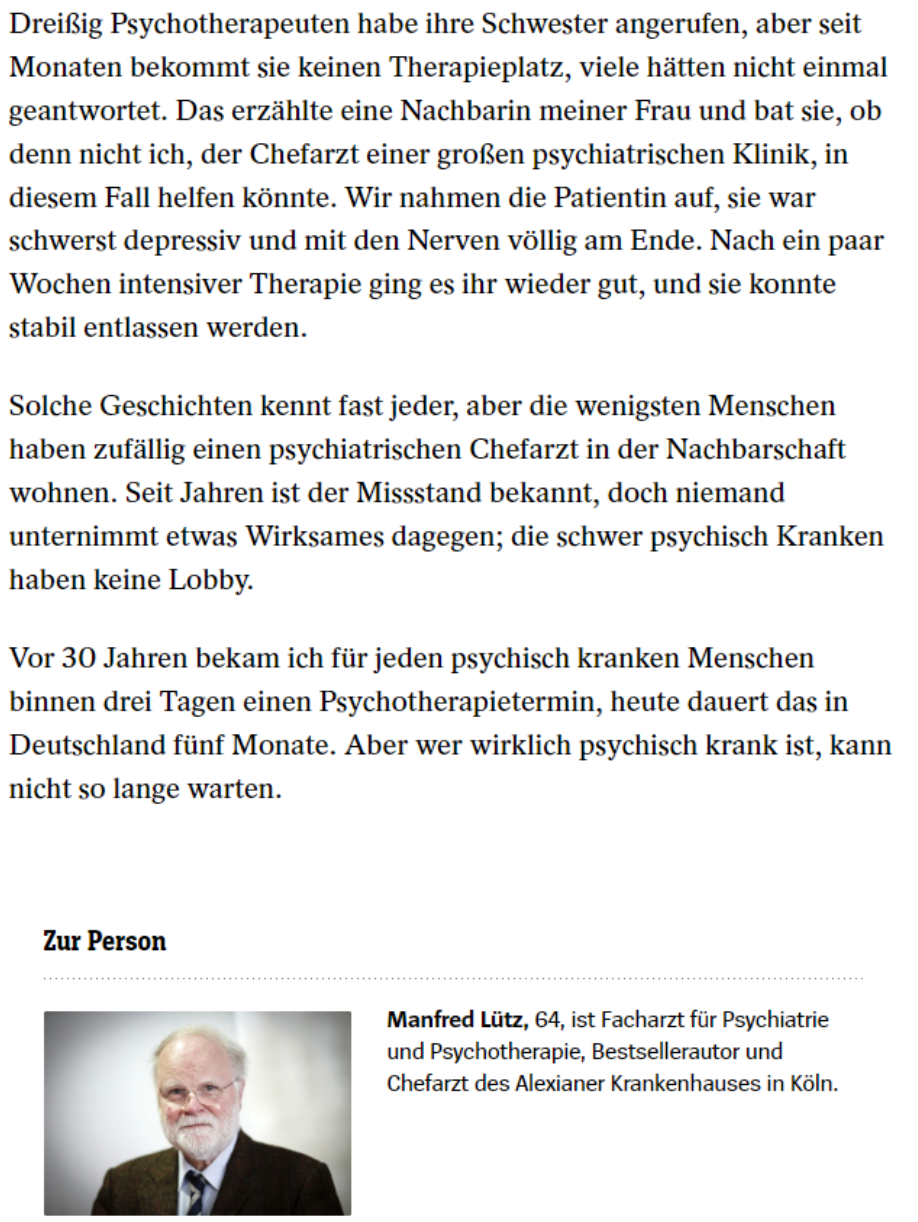 Dreißig Psychotherapeuten habe ihre Schwester angerufen, aber seit
Monaten bekommt sie keinen Therapieplatz, viele hätten nicht einmal
geantwortet. Das erzählte eine Nachbarin meiner Frau und bat sie, ob
denn nicht ich, der Chefarzt einer großen psychiatrischen Klinik, in
diesem Fall helfen könnte. Wir nahmen die Patientin auf, sie war
schwerst depressiv und mit den Nerven völlig am Ende. Nach ein paar
Wochen intensiver Therapie ging es ihr wieder gut, und sie konnte
stabil entlassen werden.
Solche Geschichten kennt fast jeder, aber die wenigsten Menschen
haben zufällig einen psychiatrischen Chefarzt in der Nachbarschaft
wohnen. Seit Jahren ist der Missstand bekannt, doch niemand
unternimmt etwas Wirksames dagegen; die schwer psychisch Kranken
haben keine Lobby.
Vor 30 Jahren bekam ich für jeden psychisch kranken Menschen
binnen drei Tagen einen Psychotherapietermin, heute dauert das in
Deutschland fünf Monate. Aber wer wirklich psychisch krank ist, kann
nicht so lange warten.
Zur Person
Manfred Lütz, 64, ist Facharzt für Psychiatrie
und Psychotherapie, Bestsellerautor und
Chefarzt des Alexianer Krankenhauses in Köln.